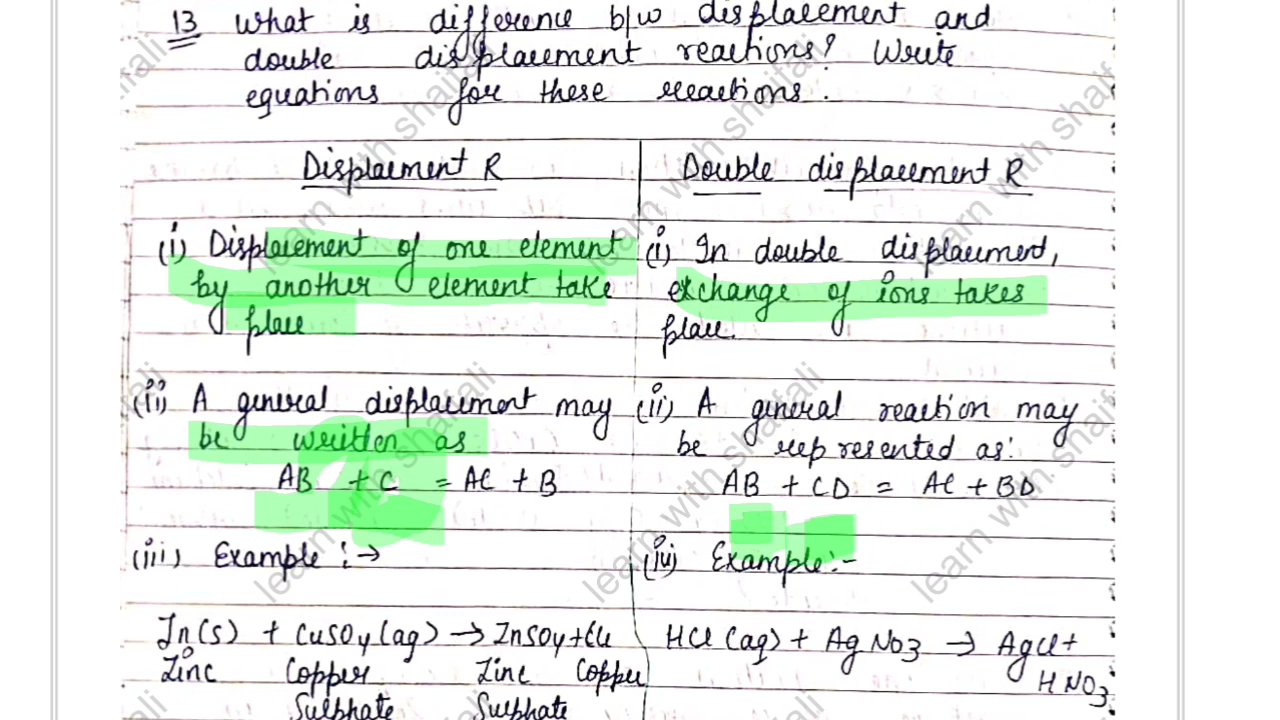 13 What is difference b/w displacement and
double displacement reactions? Write
equations for these reactions.
Displacement R
(i) Displacement of one element
by another element take
place
(ii) A general displacement may
be written as
AB + C = AC + B
(iii) Example :→
Zn(s) + CuSO4(aq) → ZnSO4 + Cu
Zinc Copper Zinc Copper
Sulphate Sulphate
Double displacement R
(i) In double displacement,
exchange of ions takes
place.
(ii) A general reaction may
be represented as:
AB + CD = AC + BD
(iv) Example:-
HCl (aq) + AgNO3 → AgCl +
HNO3
learn with shaifali